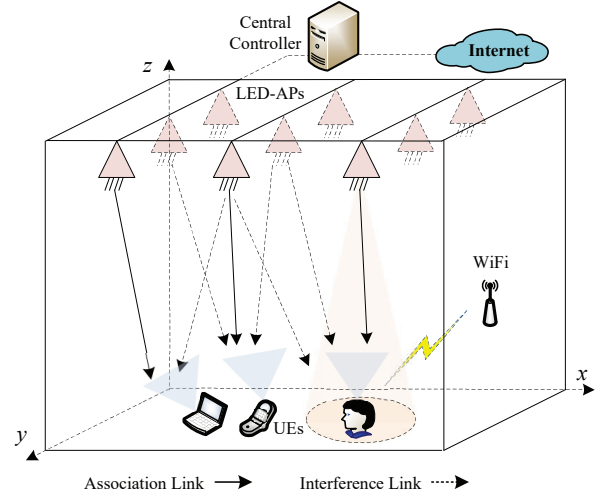 Central
Controller
Internet
z
LED-APs
WiFi
x
y
UEs
Association Link
Interference Link